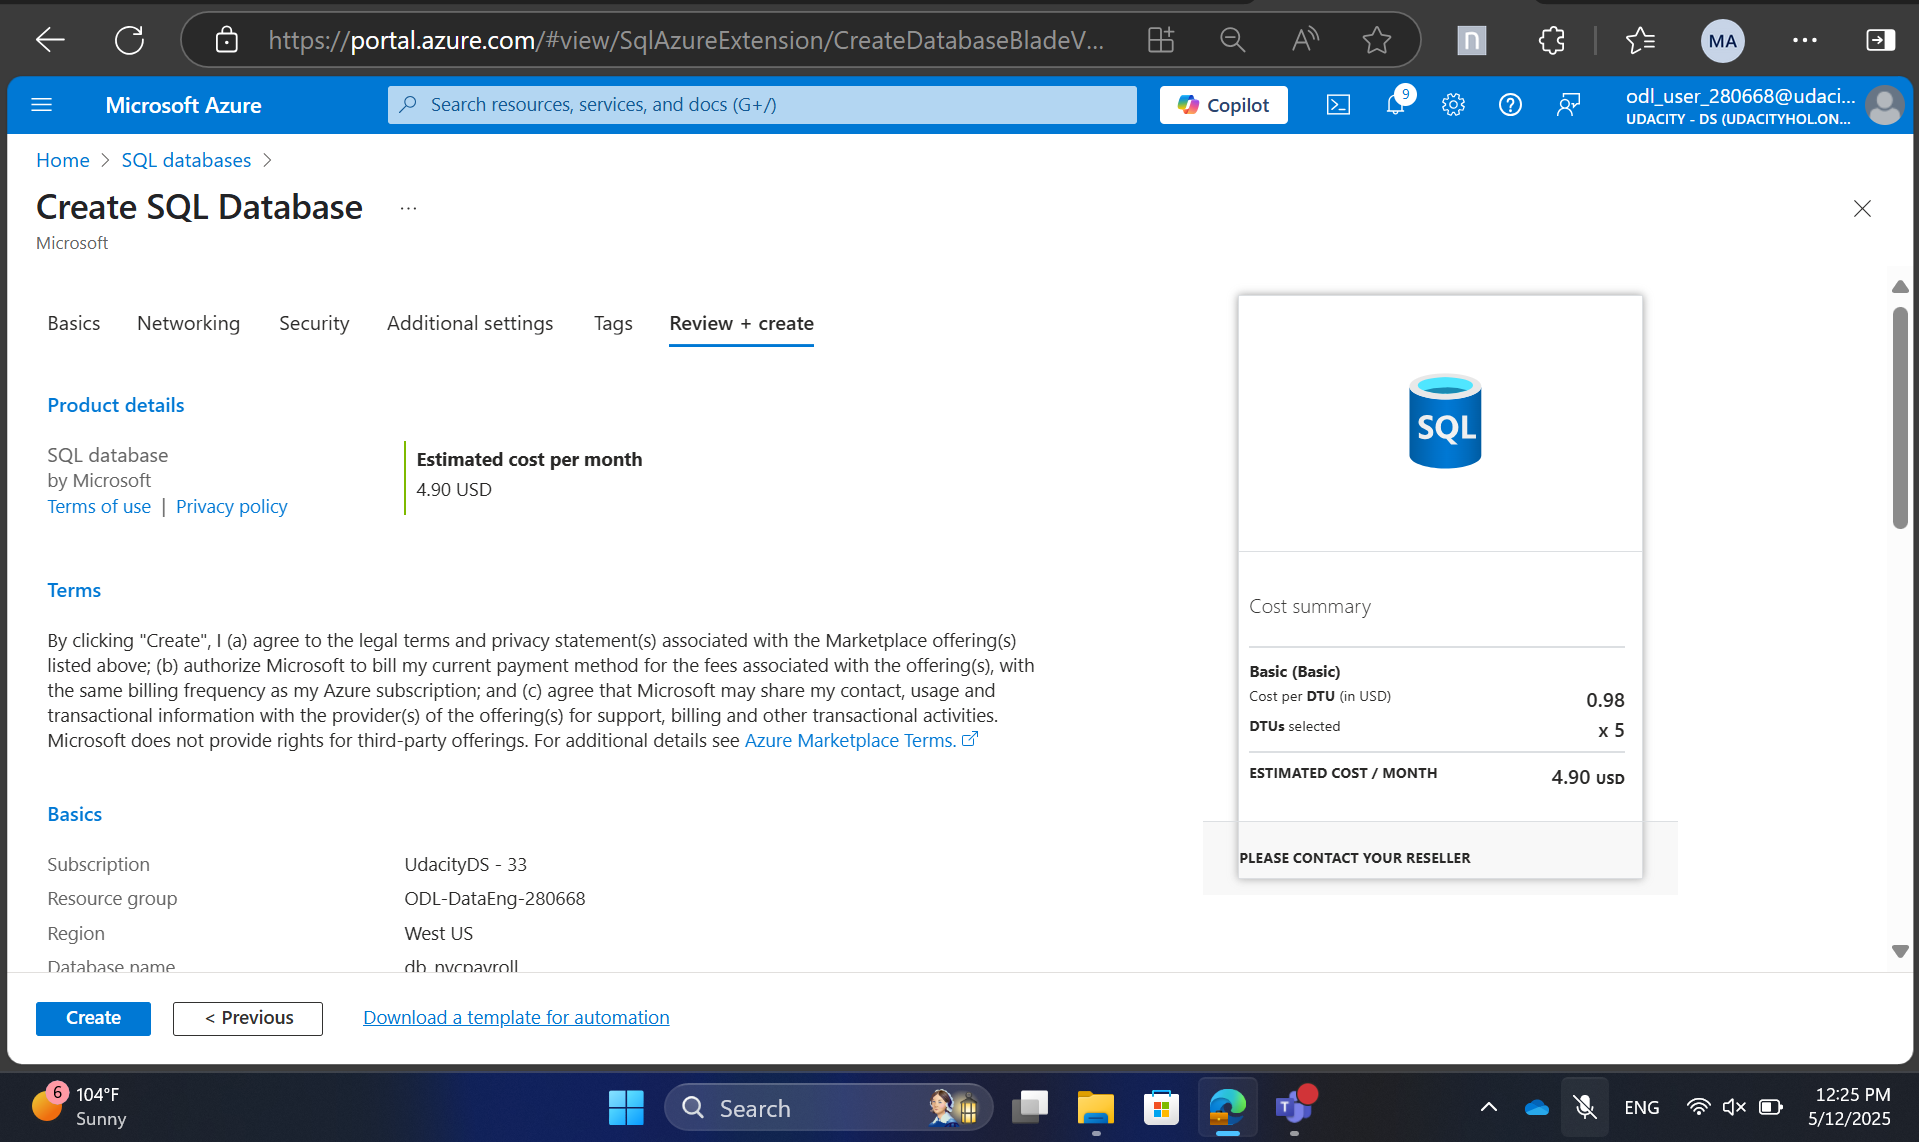 https://portal.azure.com/#view/SqlAzureExtension/CreateDatabaseBladeV...
n
MA
Microsoft Azure
Search resources, services, and docs (G+/)
Copilot
9
odl_user_280668@udaci...
UDACITY - DS (UDACITYHOL.ON...
Home > SQL databases >
Create SQL Database
...
Microsoft
Basics
Networking
Security
Additional settings
Tags
Review + create
Product details
SQL database
by Microsoft
Terms of use | Privacy policy
Estimated cost per month
4.90 USD
Terms
By clicking "Create", I (a) agree to the legal terms and privacy statement(s) associated with the Marketplace offering(s)
listed above; (b) authorize Microsoft to bill my current payment method for the fees associated with the offering(s), with
the same billing frequency as my Azure subscription; and (c) agree that Microsoft may share my contact, usage and
transactional information with the provider(s) of the offering(s) for support, billing and other transactional activities.
Microsoft does not provide rights for third-party offerings. For additional details see Azure Marketplace Terms.
Basics
Subscription UdacityDS - 33
Resource group ODL-DataEng-280668
Region West US
Database name db_nycpayroll
SQL
Cost summary
Basic (Basic)
Cost per DTU (in USD) 0.98
DTUs selected x 5
ESTIMATED COST / MONTH 4.90 USD
PLEASE CONTACT YOUR RESELLER
Create
< Previous
Download a template for automation
6
104°F
Sunny
Search
T
ENG
12:25 PM
5/12/2025